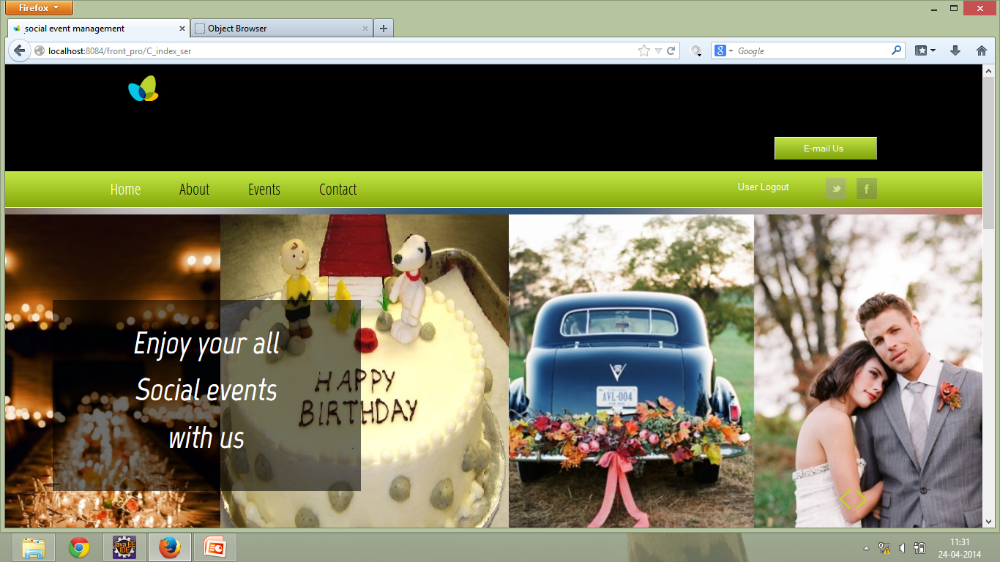 Firefox
social event management
Object Browser
localhost:8084/front_pro/C_index_ser
Google
E-mail Us
Home About Events Contact
User Logout
Enjoy your all
Social events
with us
HAPPY
BIRTHDAY
V
AVL-004
Java EE
IDE
11:31
24-04-2014